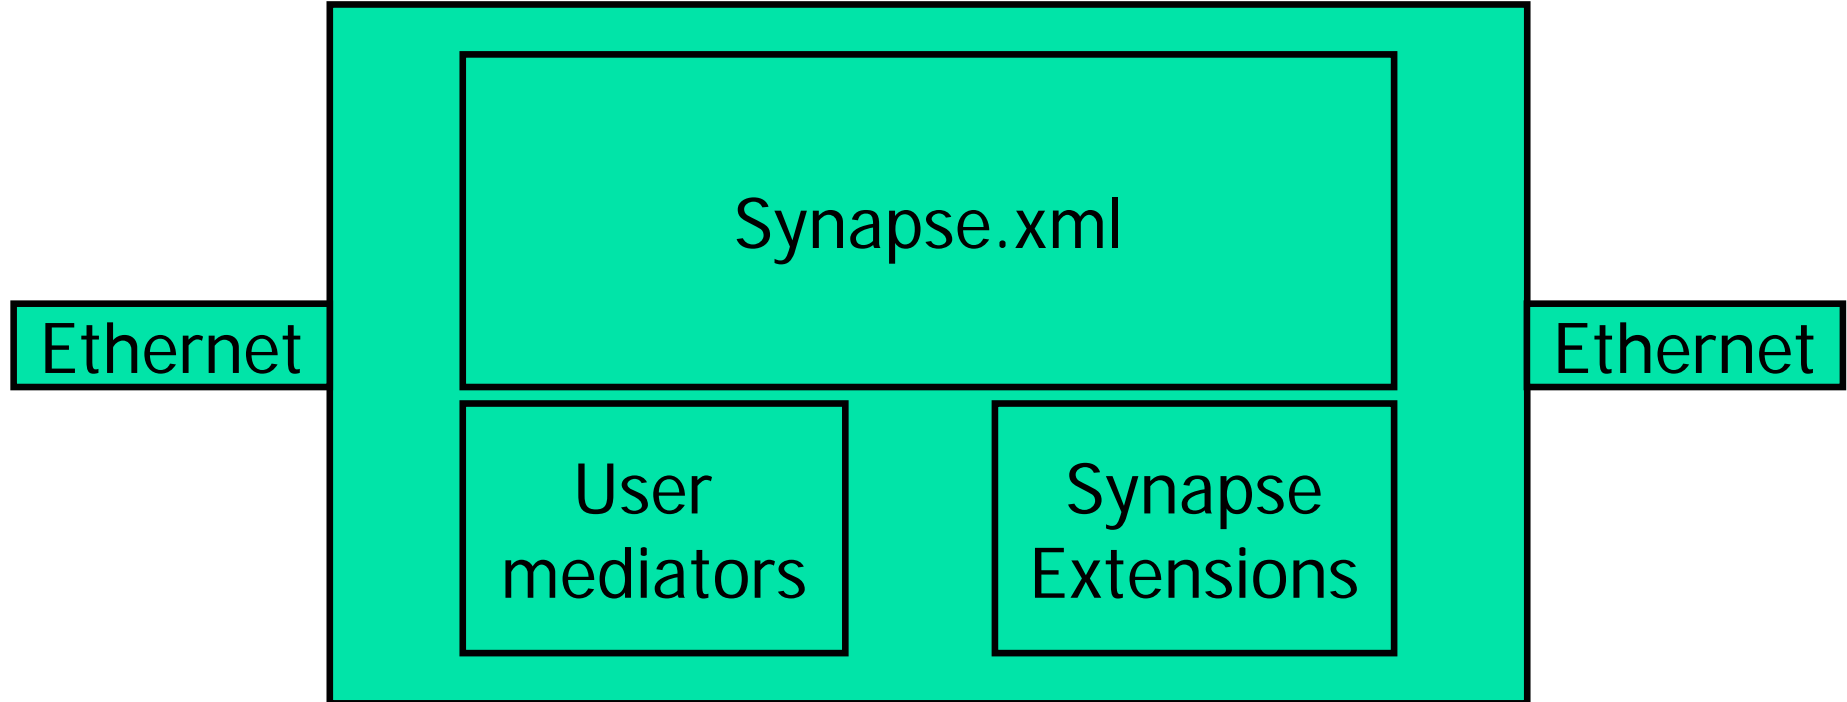 Synapse.xml
Ethernet
Ethernet
User
mediators
Synapse
Extensions